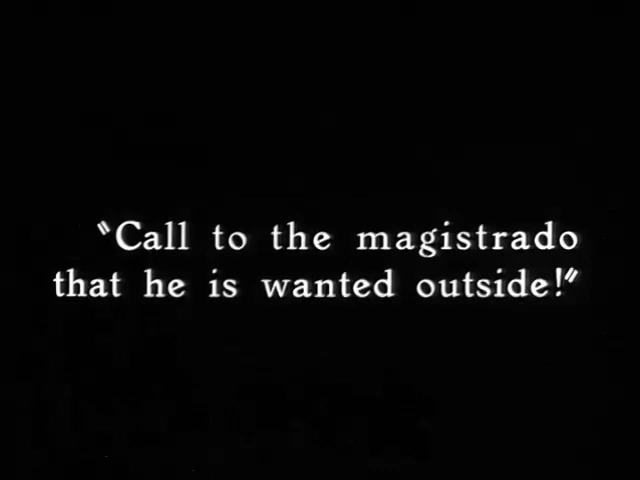 "Call to the magistrado
that he is wanted outside!"